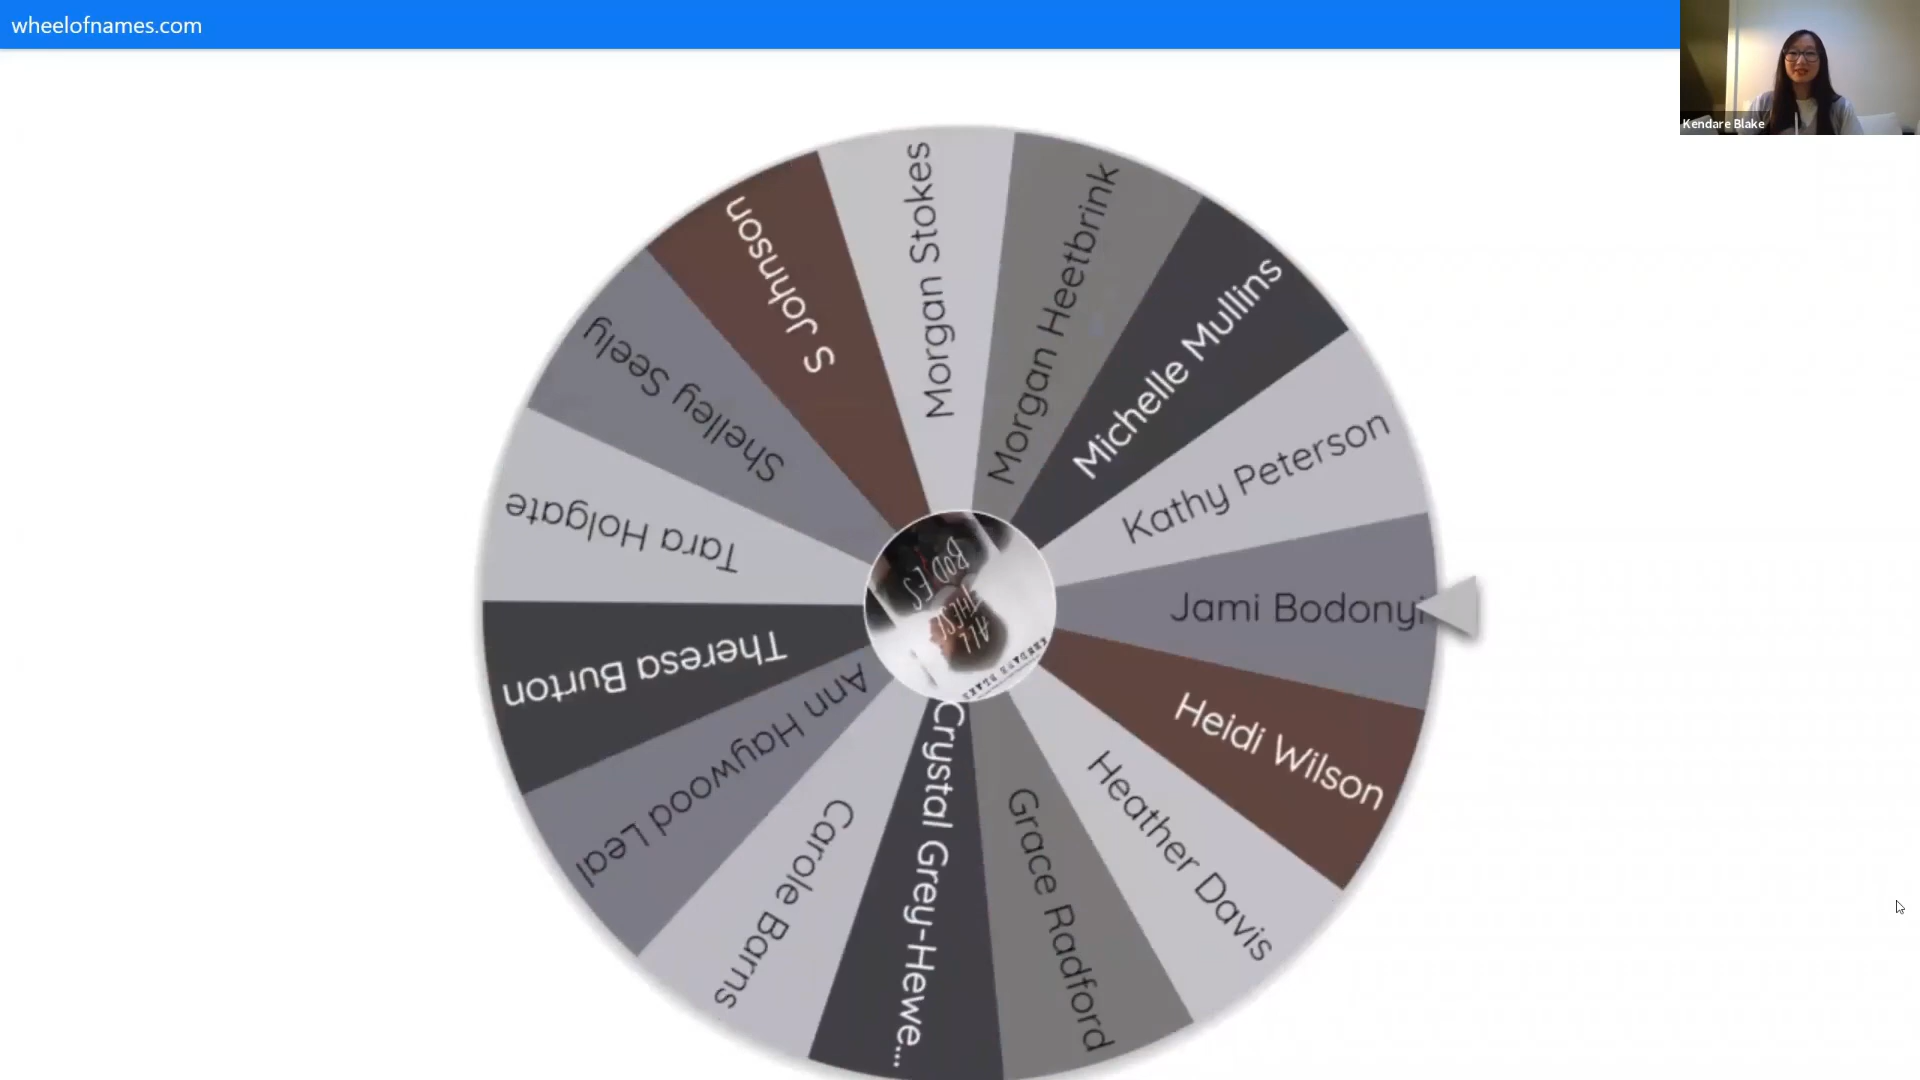 wheelofnames.com
Kendare Blake
Morgan Stokes
Morgan Heetbrink
Michelle Mullins
Kathy Peterson
Jami Bodonyi
Heidi Wilson
Heather Davis
Grace Radford
Crystal Grey-Hewe...
Carole Barns
Ann Haywood Leal
Theresa Burton
Tara Holgate
Shelley Seely
S Johnson
ALL
THESE
BODIES
KENDARE BLAKE